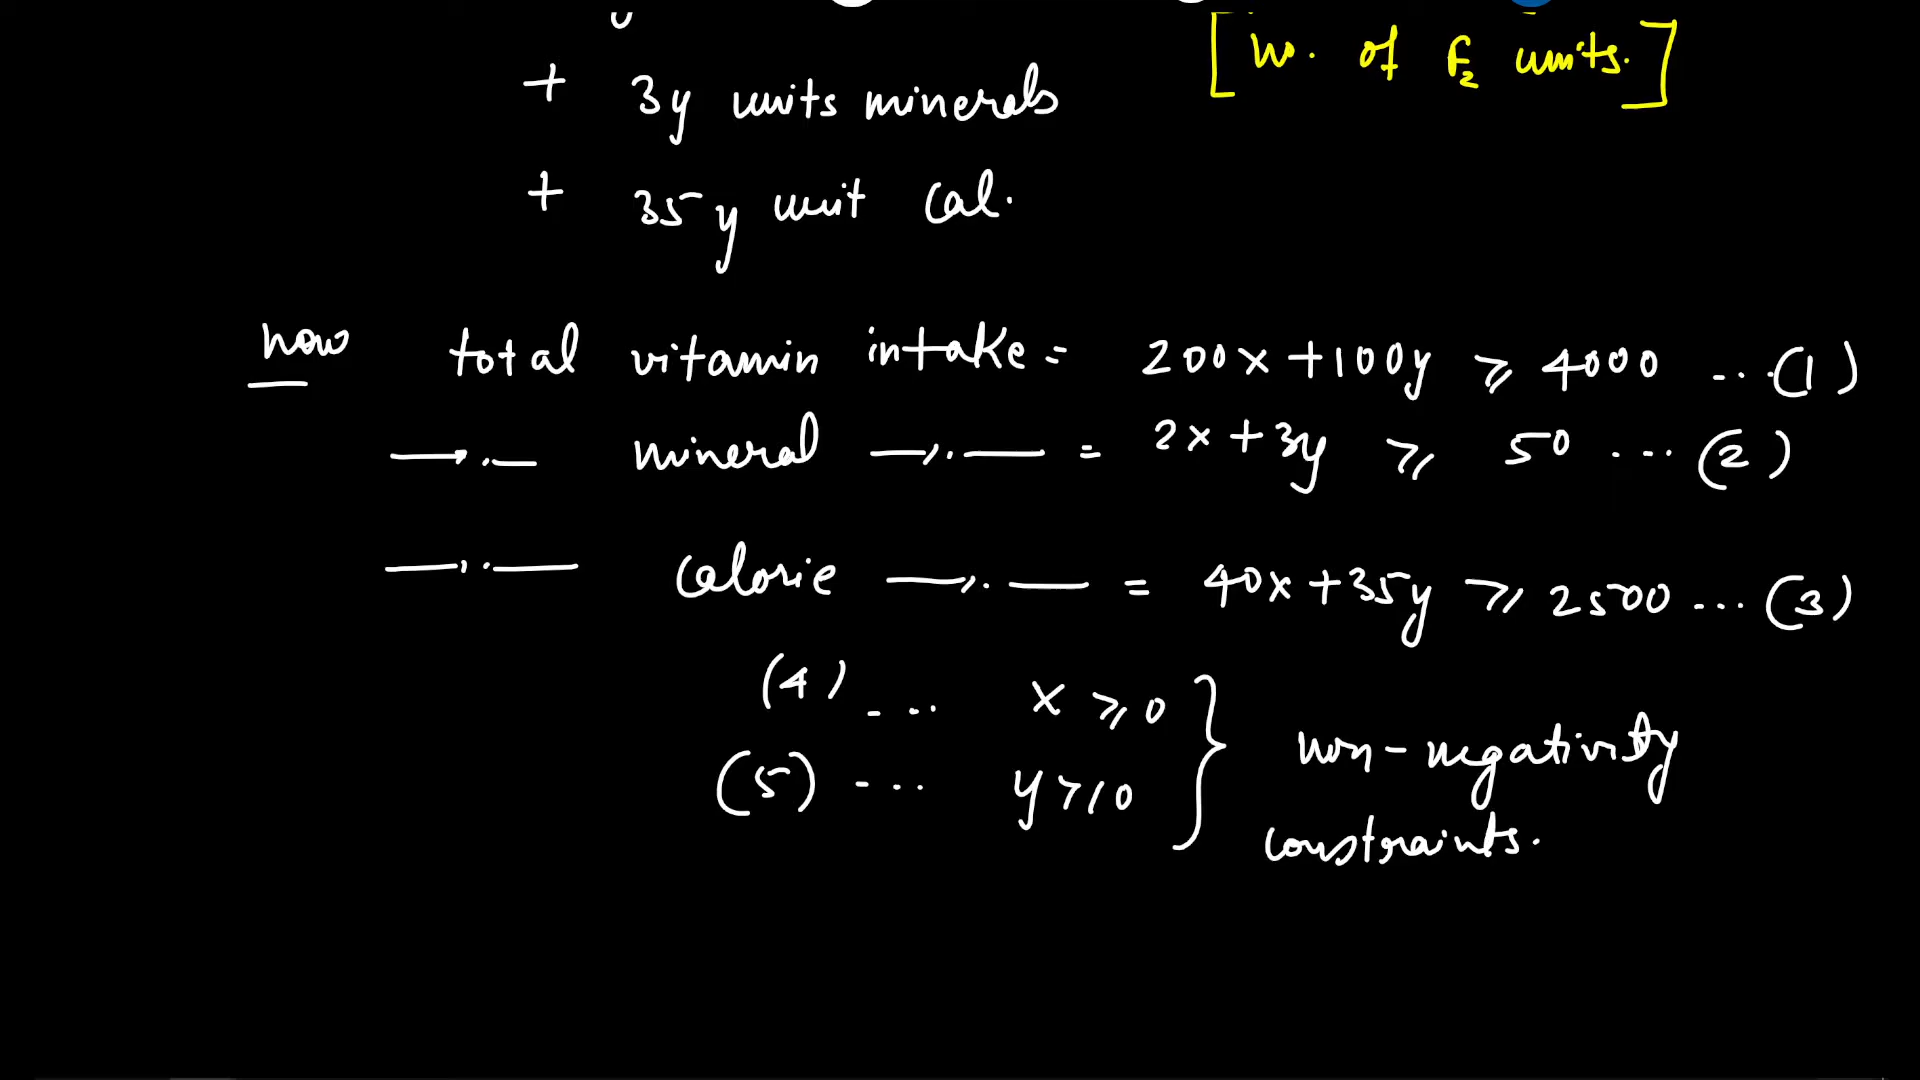 [ no. of F₂ units.]
+ 3y units minerals
+ 35y unit Cal.
now total vitamin intake = 200x + 100y ⩾ 4000 ...(1)
—,,— mineral —,,— = 2x + 3y ⩾ 50 ... (2)
—,,— Calorie —,,— = 40x + 35y ⩾ 2500 ... (3)
(4) ... x ⩾ 0
(5) ... y ⩾ 0 } non-negativity
constraints.